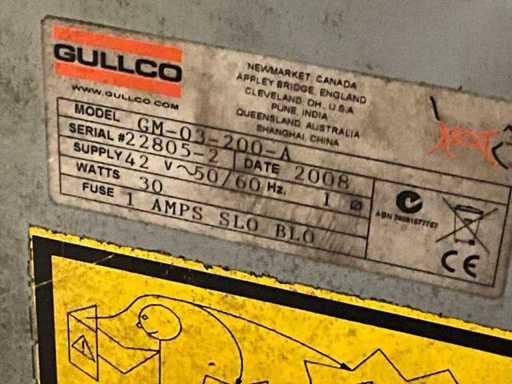 GULLCO
WWW.GULLCO.COM
NEWMARKET, CANADA
APPLEY BRIDGE, ENGLAND
CLEVELAND, OH., U.S.A
PUNE, INDIA
QUEENSLAND, AUSTRALIA
SHANGHAI, CHINA
MODEL GM-03-200-A
SERIAL #22805-2 DATE 2008
SUPPLY 42 V ~50/60 Hz. 1 Ø
WATTS 30
FUSE 1 AMPS SLO BLO
CE